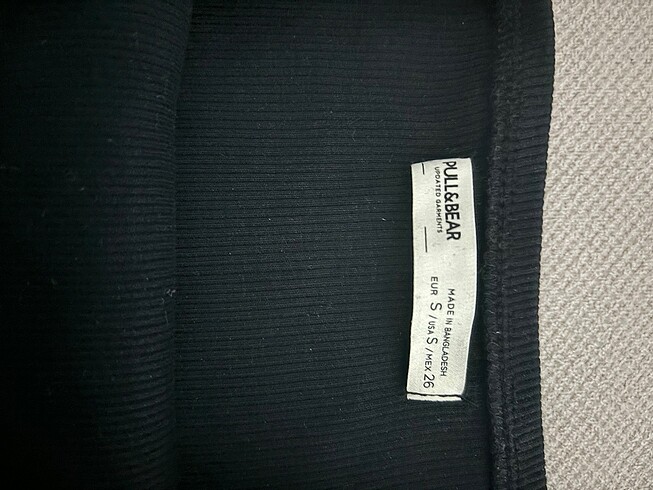 PULL&BEAR
UPDATED GARMENTS
MADE IN BANGLADESH
EUR S / USA S / MEX 26